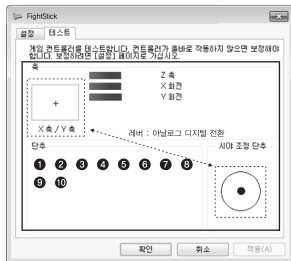 FightStick
설정
테스트
게임 컨트롤러를 테스트합니다. 컨트롤러가 올바로 작동하지 않으면 보정해야
합니다. 보정하려면 [설정] 페이지로 가십시오.
축
Z 축
X 회전
Y 회전
X 축 / Y 축
레버 : 아날로그 디지털 전환
단추
시야 조정 단추
1 2 3 4 5 6 7 8
9 10
확인
취소
적용(A)